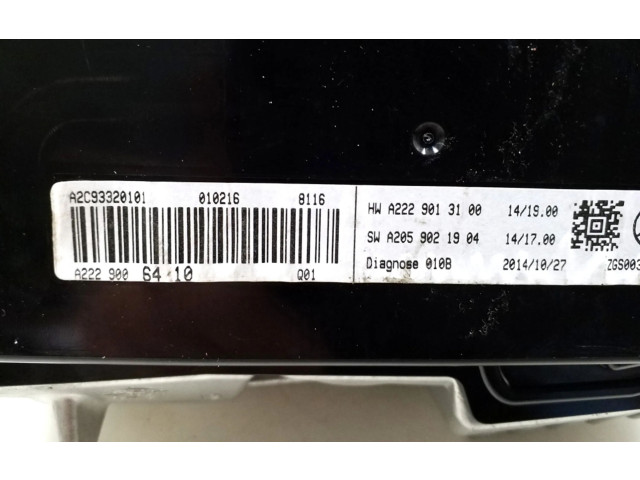 A2C93320101 010216 8116
A222 900 64 10 Q01
HW A222 901 31 00 14/19.00
SW A205 902 19 04 14/17.00
Diagnose 010B 2014/10/27 ZGS003